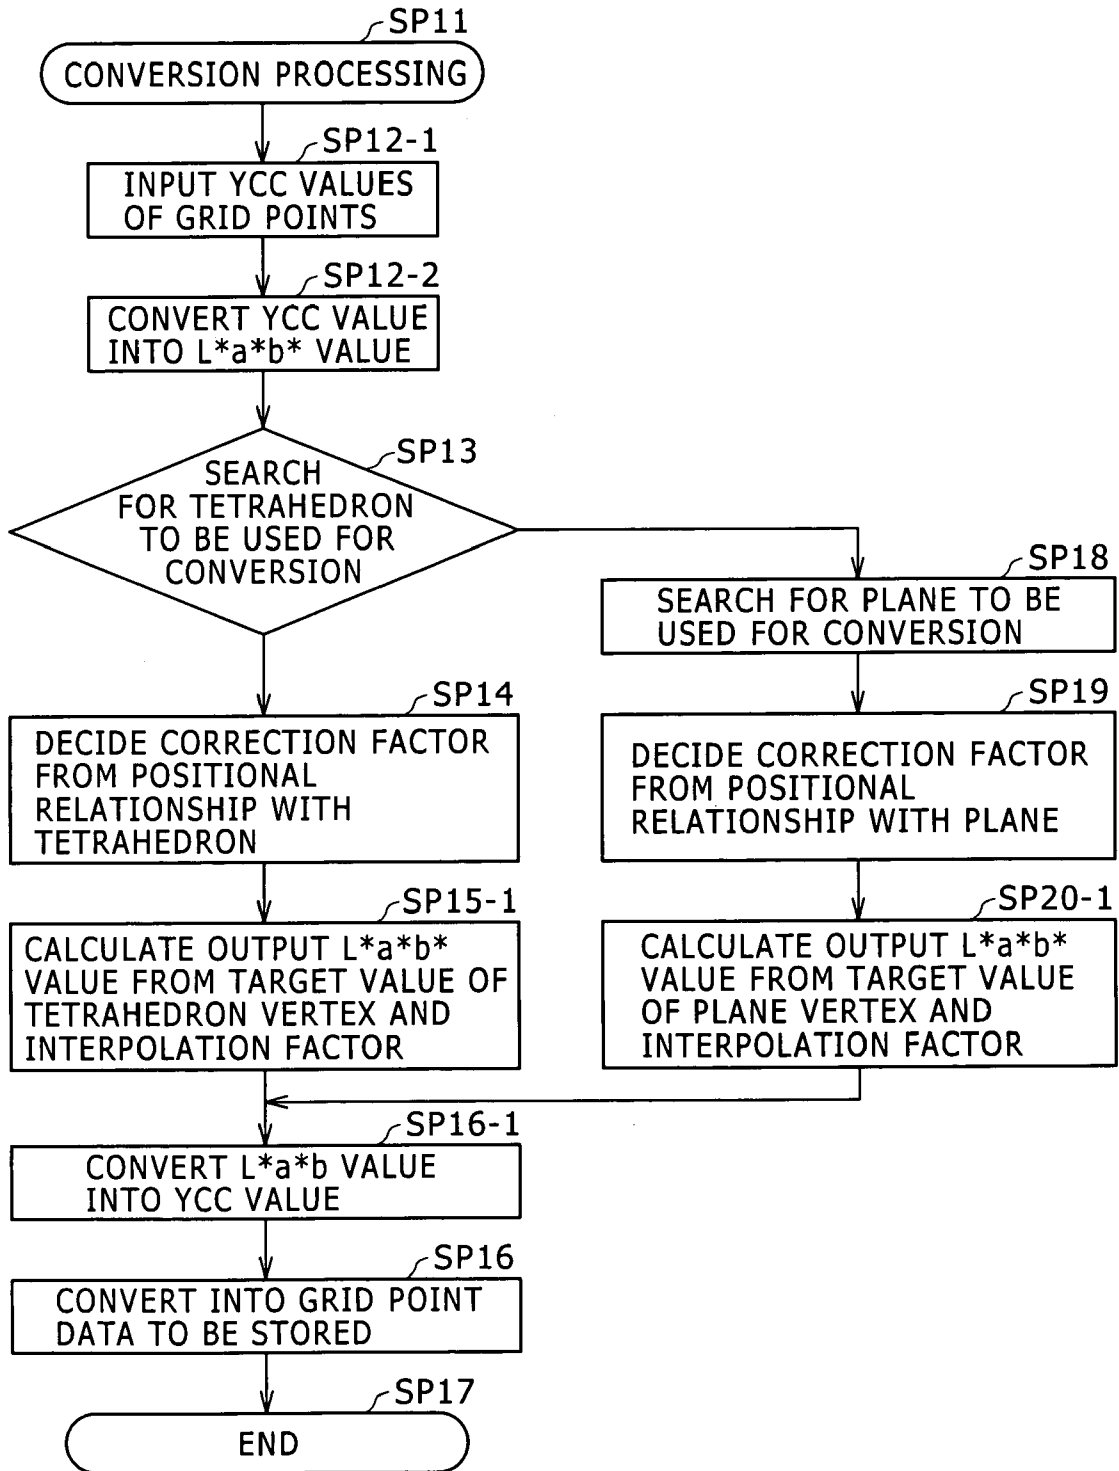 SP11
CONVERSION PROCESSING
SP12-1
INPUT YCC VALUES
OF GRID POINTS
SP12-2
CONVERT YCC VALUE
INTO L*a*b* VALUE
SP13
SEARCH
FOR TETRAHEDRON
TO BE USED FOR
CONVERSION
SP14
DECIDE CORRECTION FACTOR
FROM POSITIONAL
RELATIONSHIP WITH
TETRAHEDRON
SP15-1
CALCULATE OUTPUT L*a*b*
VALUE FROM TARGET VALUE OF
TETRAHEDRON VERTEX AND
INTERPOLATION FACTOR
SP18
SEARCH FOR PLANE TO BE
USED FOR CONVERSION
SP19
DECIDE CORRECTION FACTOR
FROM POSITIONAL
RELATIONSHIP WITH PLANE
SP20-1
CALCULATE OUTPUT L*a*b*
VALUE FROM TARGET VALUE
OF PLANE VERTEX AND
INTERPOLATION FACTOR
SP16-1
CONVERT L*a*b VALUE
INTO YCC VALUE
SP16
CONVERT INTO GRID POINT
DATA TO BE STORED
SP17
END